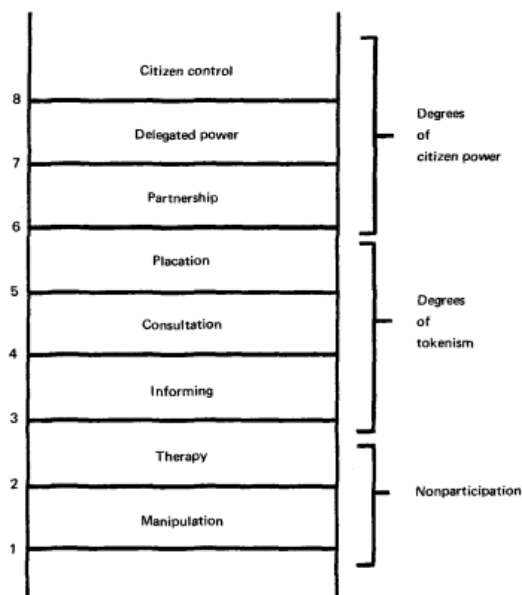 Citizen control
8
Delegated power
7
Partnership
6
Placation
5
Consultation
4
Informing
3
Therapy
2
Manipulation
1
Degrees
of
citizen power
Degrees
of
tokenism
Nonparticipation